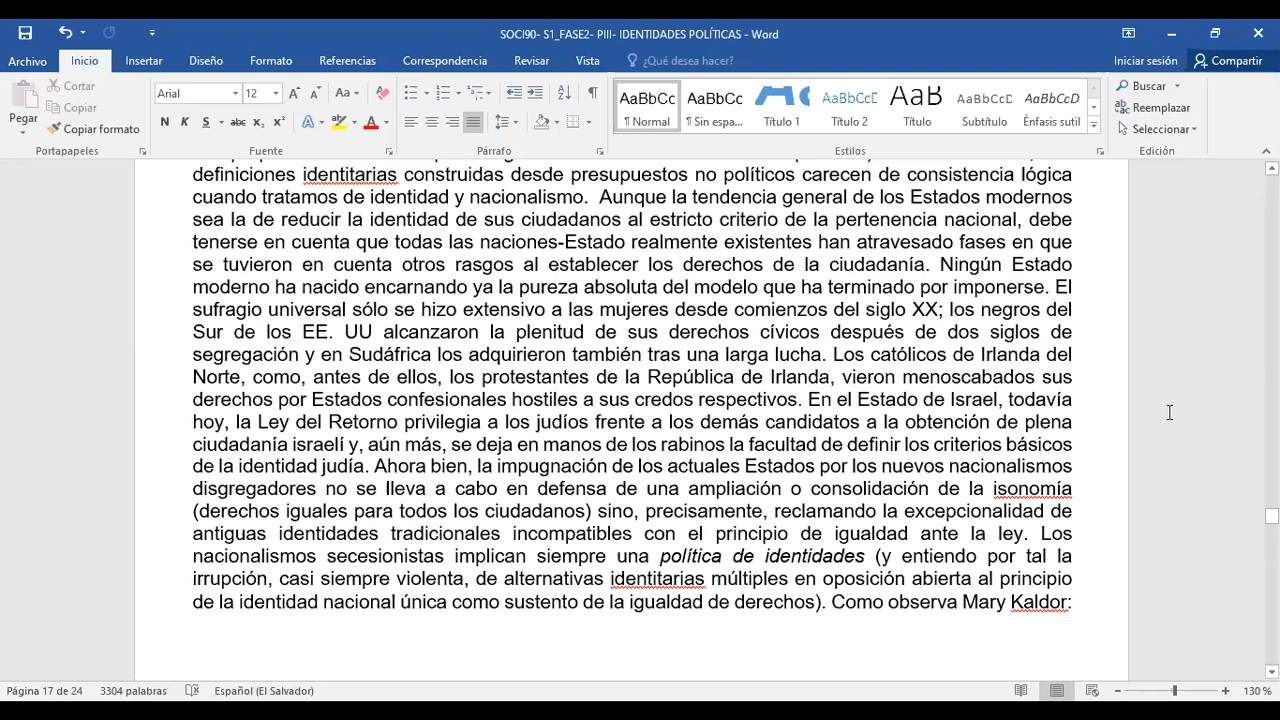 SOCI90- S1_FASE2- PIII- IDENTIDADES POLÍTICAS - Word
Archivo Inicio Insertar Diseño Formato Referencias Correspondencia Revisar Vista ¿Qué desea hacer? Iniciar sesión Compartir
Pegar Cortar Copiar Copiar formato
Arial 12 Aa
N K S abc x₂ x² A A
AaBbCc AaBbCc AaBbCcD AaB AaBbCcD AaBbCcD
¶ Normal ¶ Sin espa... Título 1 Título 2 Título Subtítulo Énfasis sutil
Buscar Reemplazar Seleccionar
Portapapeles Fuente Párrafo Estilos Edición
definiciones identitarias construidas desde presupuestos no políticos carecen de consistencia lógica
cuando tratamos de identidad y nacionalismo. Aunque la tendencia general de los Estados modernos
sea la de reducir la identidad de sus ciudadanos al estricto criterio de la pertenencia nacional, debe
tenerse en cuenta que todas las naciones-Estado realmente existentes han atravesado fases en que
se tuvieron en cuenta otros rasgos al establecer los derechos de la ciudadanía. Ningún Estado
moderno ha nacido encarnando ya la pureza absoluta del modelo que ha terminado por imponerse. El
sufragio universal sólo se hizo extensivo a las mujeres desde comienzos del siglo XX; los negros del
Sur de los EE. UU alcanzaron la plenitud de sus derechos cívicos después de dos siglos de
segregación y en Sudáfrica los adquirieron también tras una larga lucha. Los católicos de Irlanda del
Norte, como, antes de ellos, los protestantes de la República de Irlanda, vieron menoscabados sus
derechos por Estados confesionales hostiles a sus credos respectivos. En el Estado de Israel, todavía
hoy, la Ley del Retorno privilegia a los judíos frente a los demás candidatos a la obtención de plena
ciudadanía israelí y, aún más, se deja en manos de los rabinos la facultad de definir los criterios básicos
de la identidad judía. Ahora bien, la impugnación de los actuales Estados por los nuevos nacionalismos
disgregadores no se lleva a cabo en defensa de una ampliación o consolidación de la isonomía
(derechos iguales para todos los ciudadanos) sino, precisamente, reclamando la excepcionalidad de
antiguas identidades tradicionales incompatibles con el principio de igualdad ante la ley. Los
nacionalismos secesionistas implican siempre una política de identidades (y entiendo por tal la
irrupción, casi siempre violenta, de alternativas identitarias múltiples en oposición abierta al principio
de la identidad nacional única como sustento de la igualdad de derechos). Como observa Mary Kaldor:
Página 17 de 24 3304 palabras Español (El Salvador) 130 %